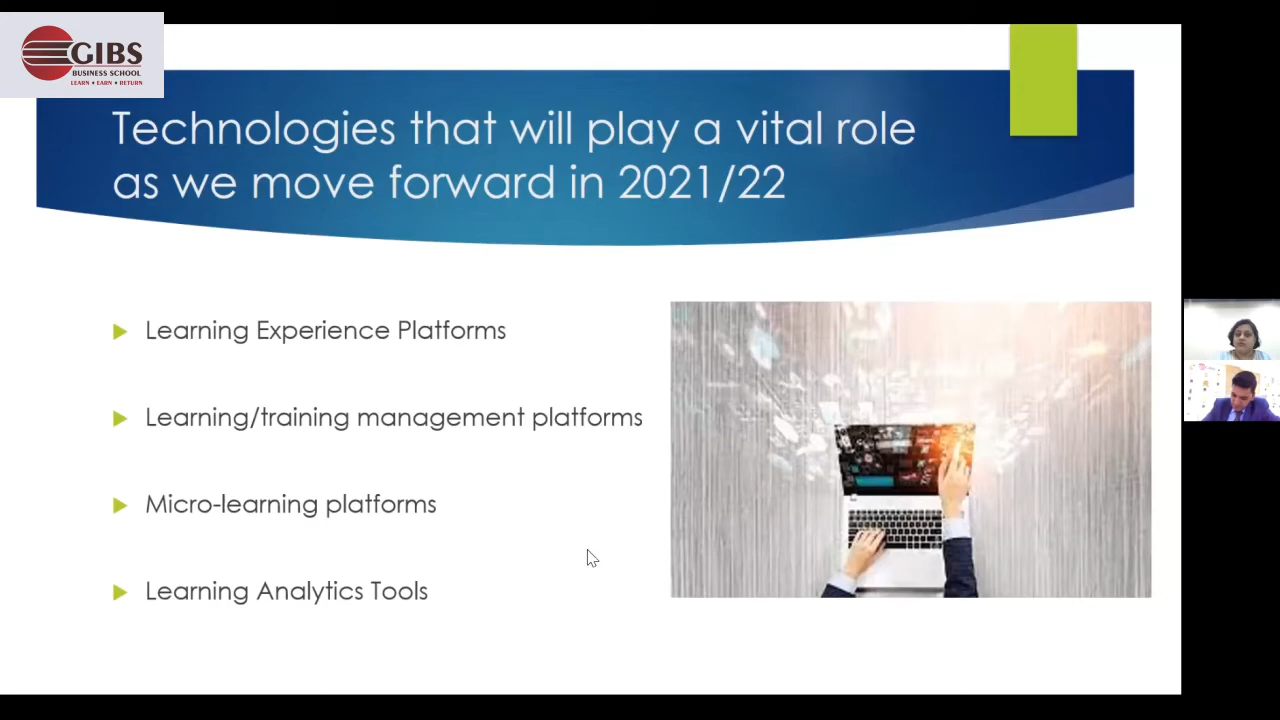 GIBS
BUSINESS SCHOOL
LEARN • EARN • RETURN
Technologies that will play a vital role
as we move forward in 2021/22
Learning Experience Platforms
Learning/training management platforms
Micro-learning platforms
Learning Analytics Tools